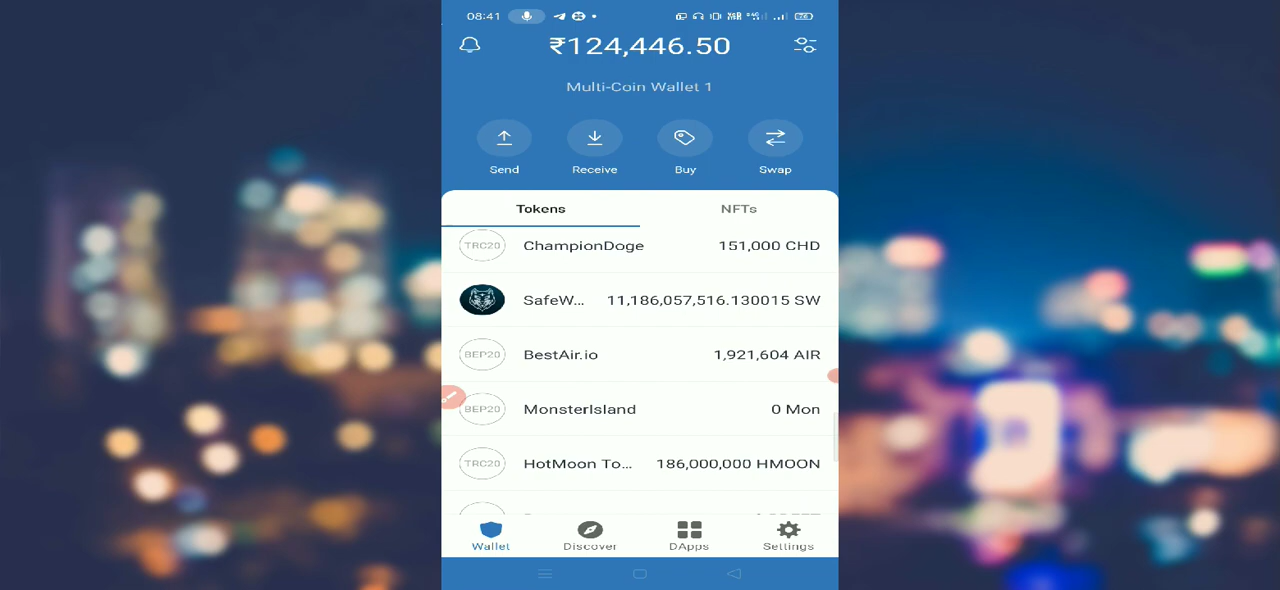 08:41
₹124,446.50
Multi-Coin Wallet 1
Send Receive Buy Swap
Tokens NFTs
TRC20 ChampionDoge 151,000 CHD
SafeW... 11,186,057,516.130015 SW
BEP20 BestAir.io 1,921,604 AIR
BEP20 MonsterIsland 0 Mon
TRC20 HotMoon To... 186,000,000 HMOON
Wallet Discover DApps Settings